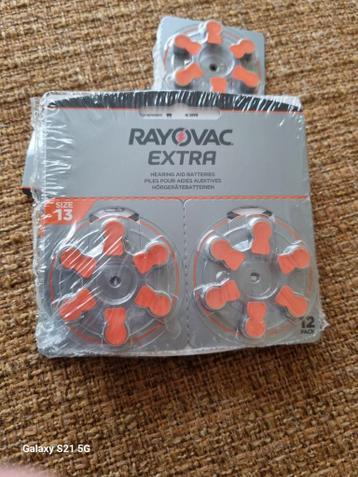 RAYOVAC
EXTRA
HEARING AID BATTERIES
PILES POUR AIDES AUDITIVES
HÖRGERÄTEBATTERIEN
SIZE
13
12
PACK
Galaxy S21 5G